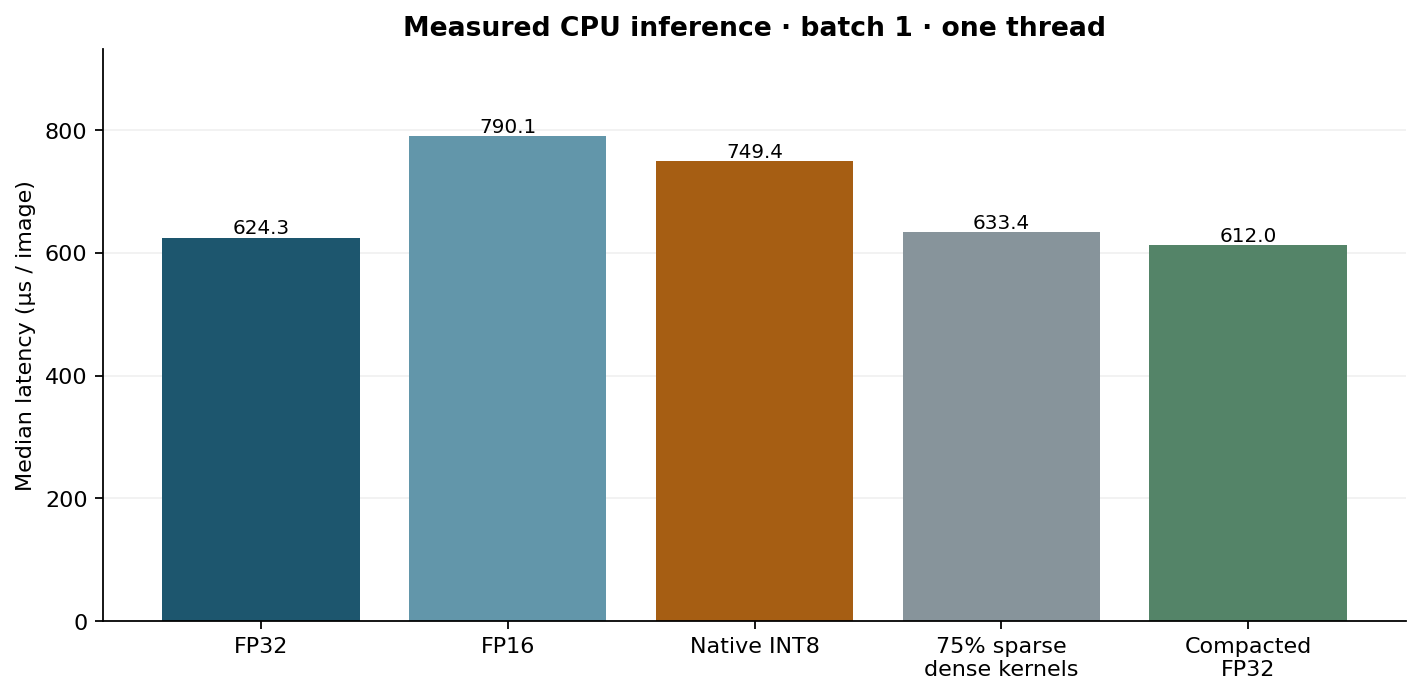 Measured CPU inference · batch 1 · one thread
Median latency (µs / image)
800
600
400
200
0
624.3
790.1
749.4
633.4
612.0
FP32
FP16
Native INT8
75% sparse
dense kernels
Compacted
FP32